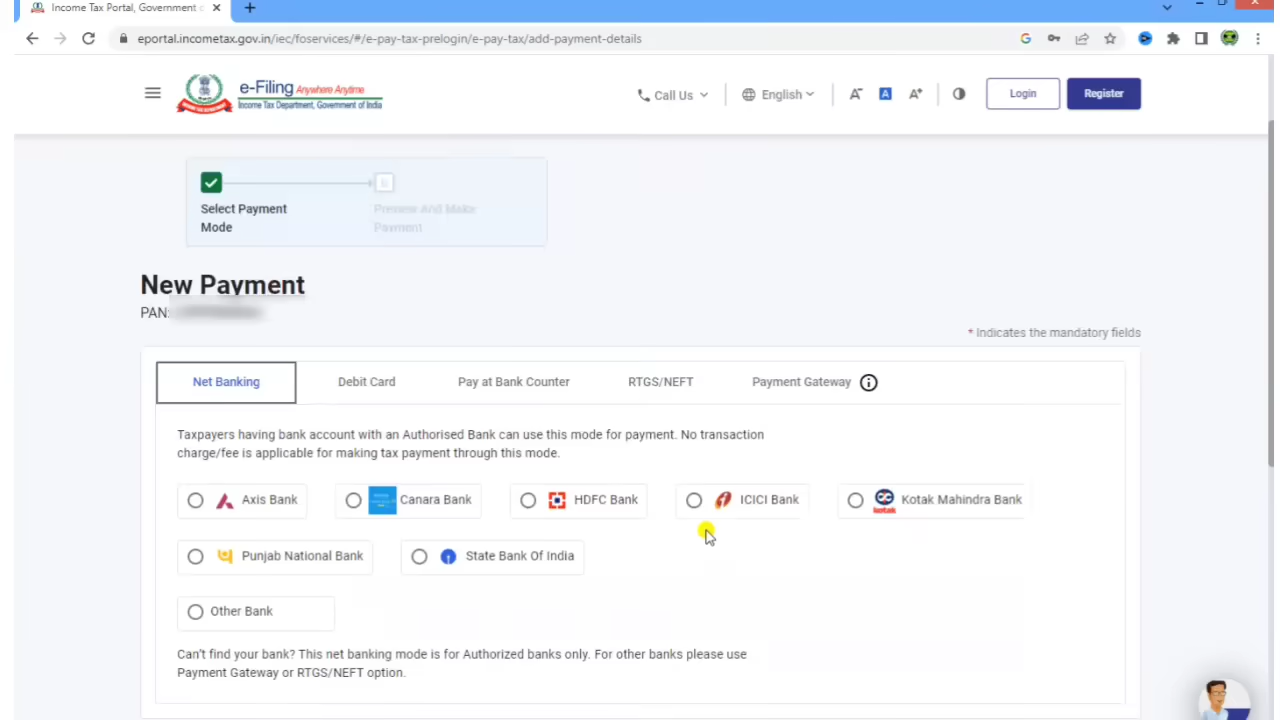 Income Tax Portal, Government
eportal.incometax.gov.in/iec/foservices/#/e-pay-tax-prelogin/e-pay-tax/add-payment-details
e-Filing Anywhere Anytime
Income Tax Department, Government of India
Call Us
English
A-
A
A+
Login
Register
Select Payment
Mode
Preview And Make
Payment
New Payment
PAN:
* Indicates the mandatory fields
Net Banking
Debit Card
Pay at Bank Counter
RTGS/NEFT
Payment Gateway
Taxpayers having bank account with an Authorised Bank can use this mode for payment. No transaction
charge/fee is applicable for making tax payment through this mode.
Axis Bank
Canara Bank
HDFC Bank
ICICI Bank
kotak
Kotak Mahindra Bank
Punjab National Bank
State Bank Of India
Other Bank
Can't find your bank? This net banking mode is for Authorized banks only. For other banks please use
Payment Gateway or RTGS/NEFT option.